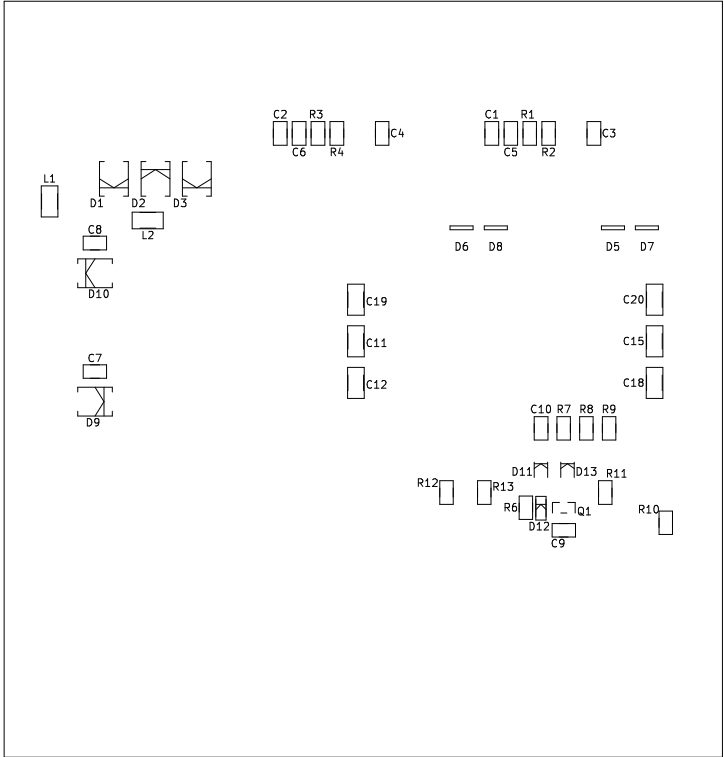 C2 R3 C1 R1
C4 C3
C6 R4 C5 R2
L1
D1 D2 D3
C8 L2
D6 D8 D5 D7
D10
C19 C20
C11 C15
C7
C12 C18
C10 R7 R8 R9
D9
D11 D13 R11
R12 R13
R6 Q1 R10
D12
C9